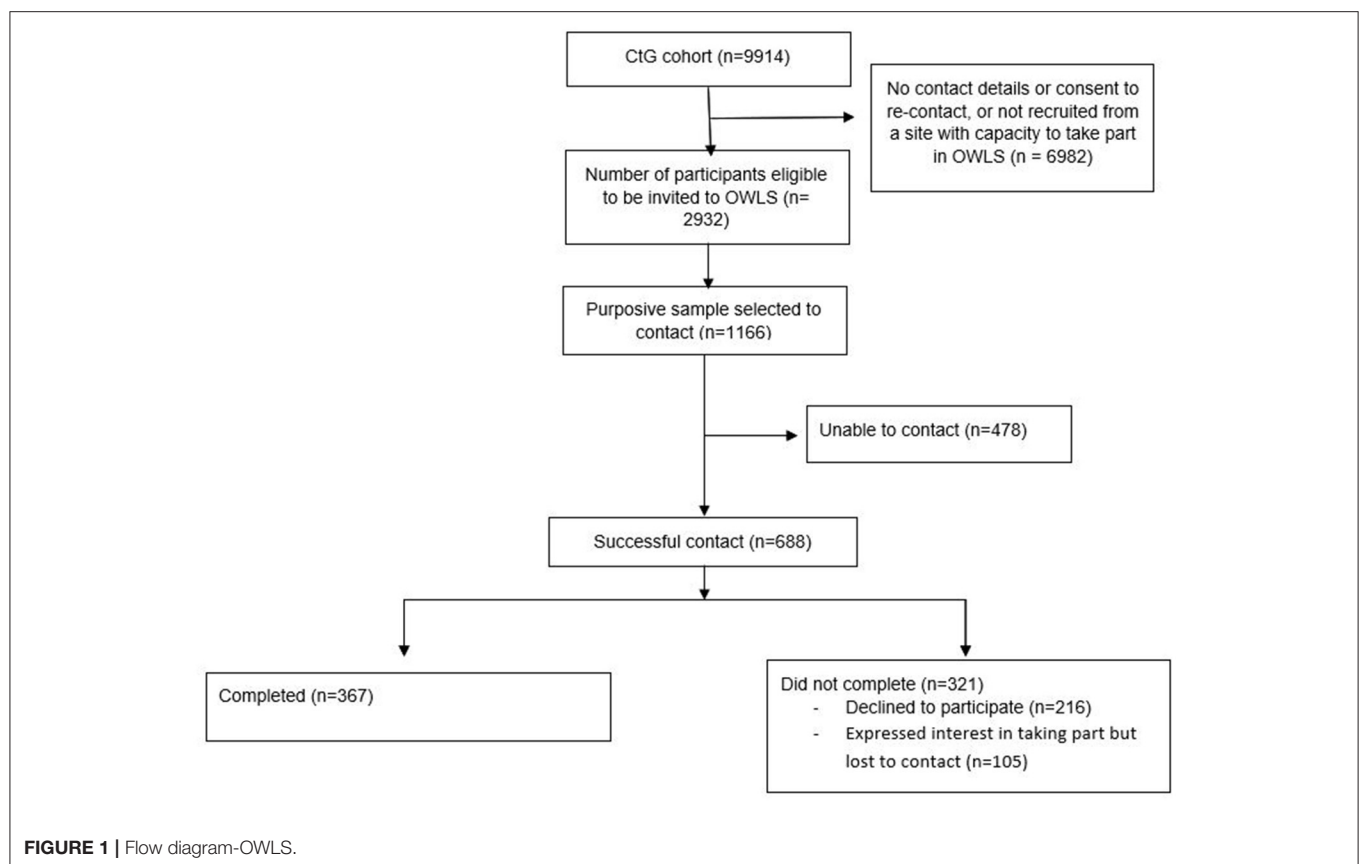 CtG cohort (n=9914)
No contact details or consent to
re-contact, or not recruited from
a site with capacity to take part
in OWLS (n = 6982)
Number of participants eligible
to be invited to OWLS (n=
2932)
Purposive sample selected to
contact (n=1166)
Unable to contact (n=478)
Successful contact (n=688)
Completed (n=367)
Did not complete (n=321)
- Declined to participate (n=216)
- Expressed interest in taking part but
lost to contact (n=105)
FIGURE 1 | Flow diagram-OWLS.